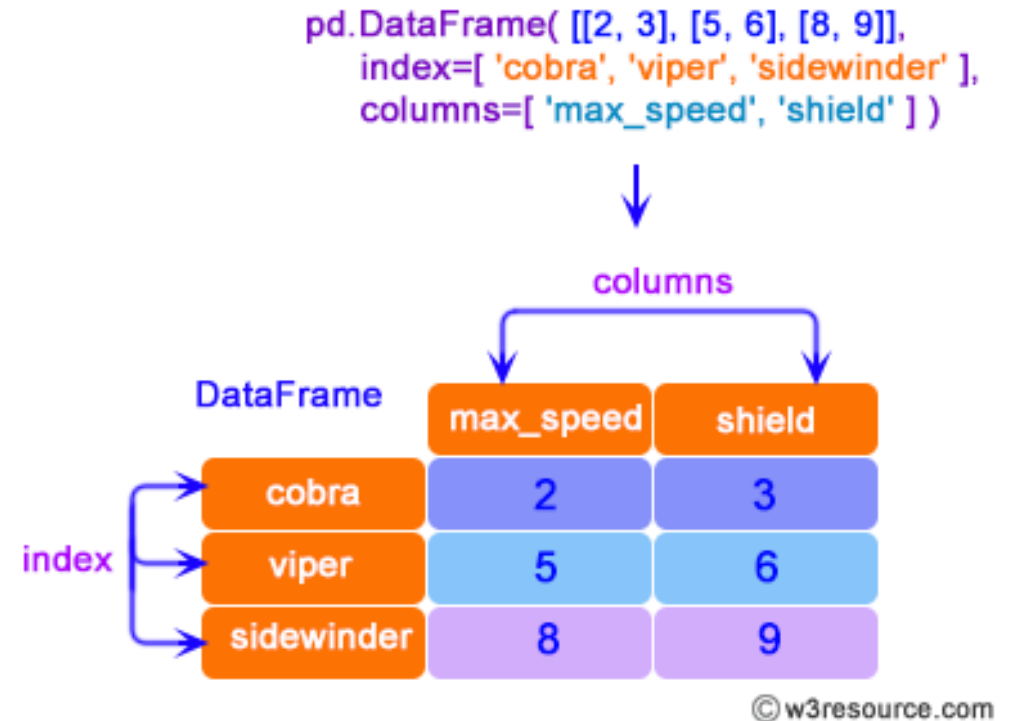 pd.DataFrame( [[2, 3], [5, 6], [8, 9]],
index=[ 'cobra', 'viper', 'sidewinder' ],
columns=[ 'max_speed', 'shield' ] )
columns
DataFrame
max_speed shield
cobra 2 3
index
viper 5 6
sidewinder 8 9
©w3resource.com